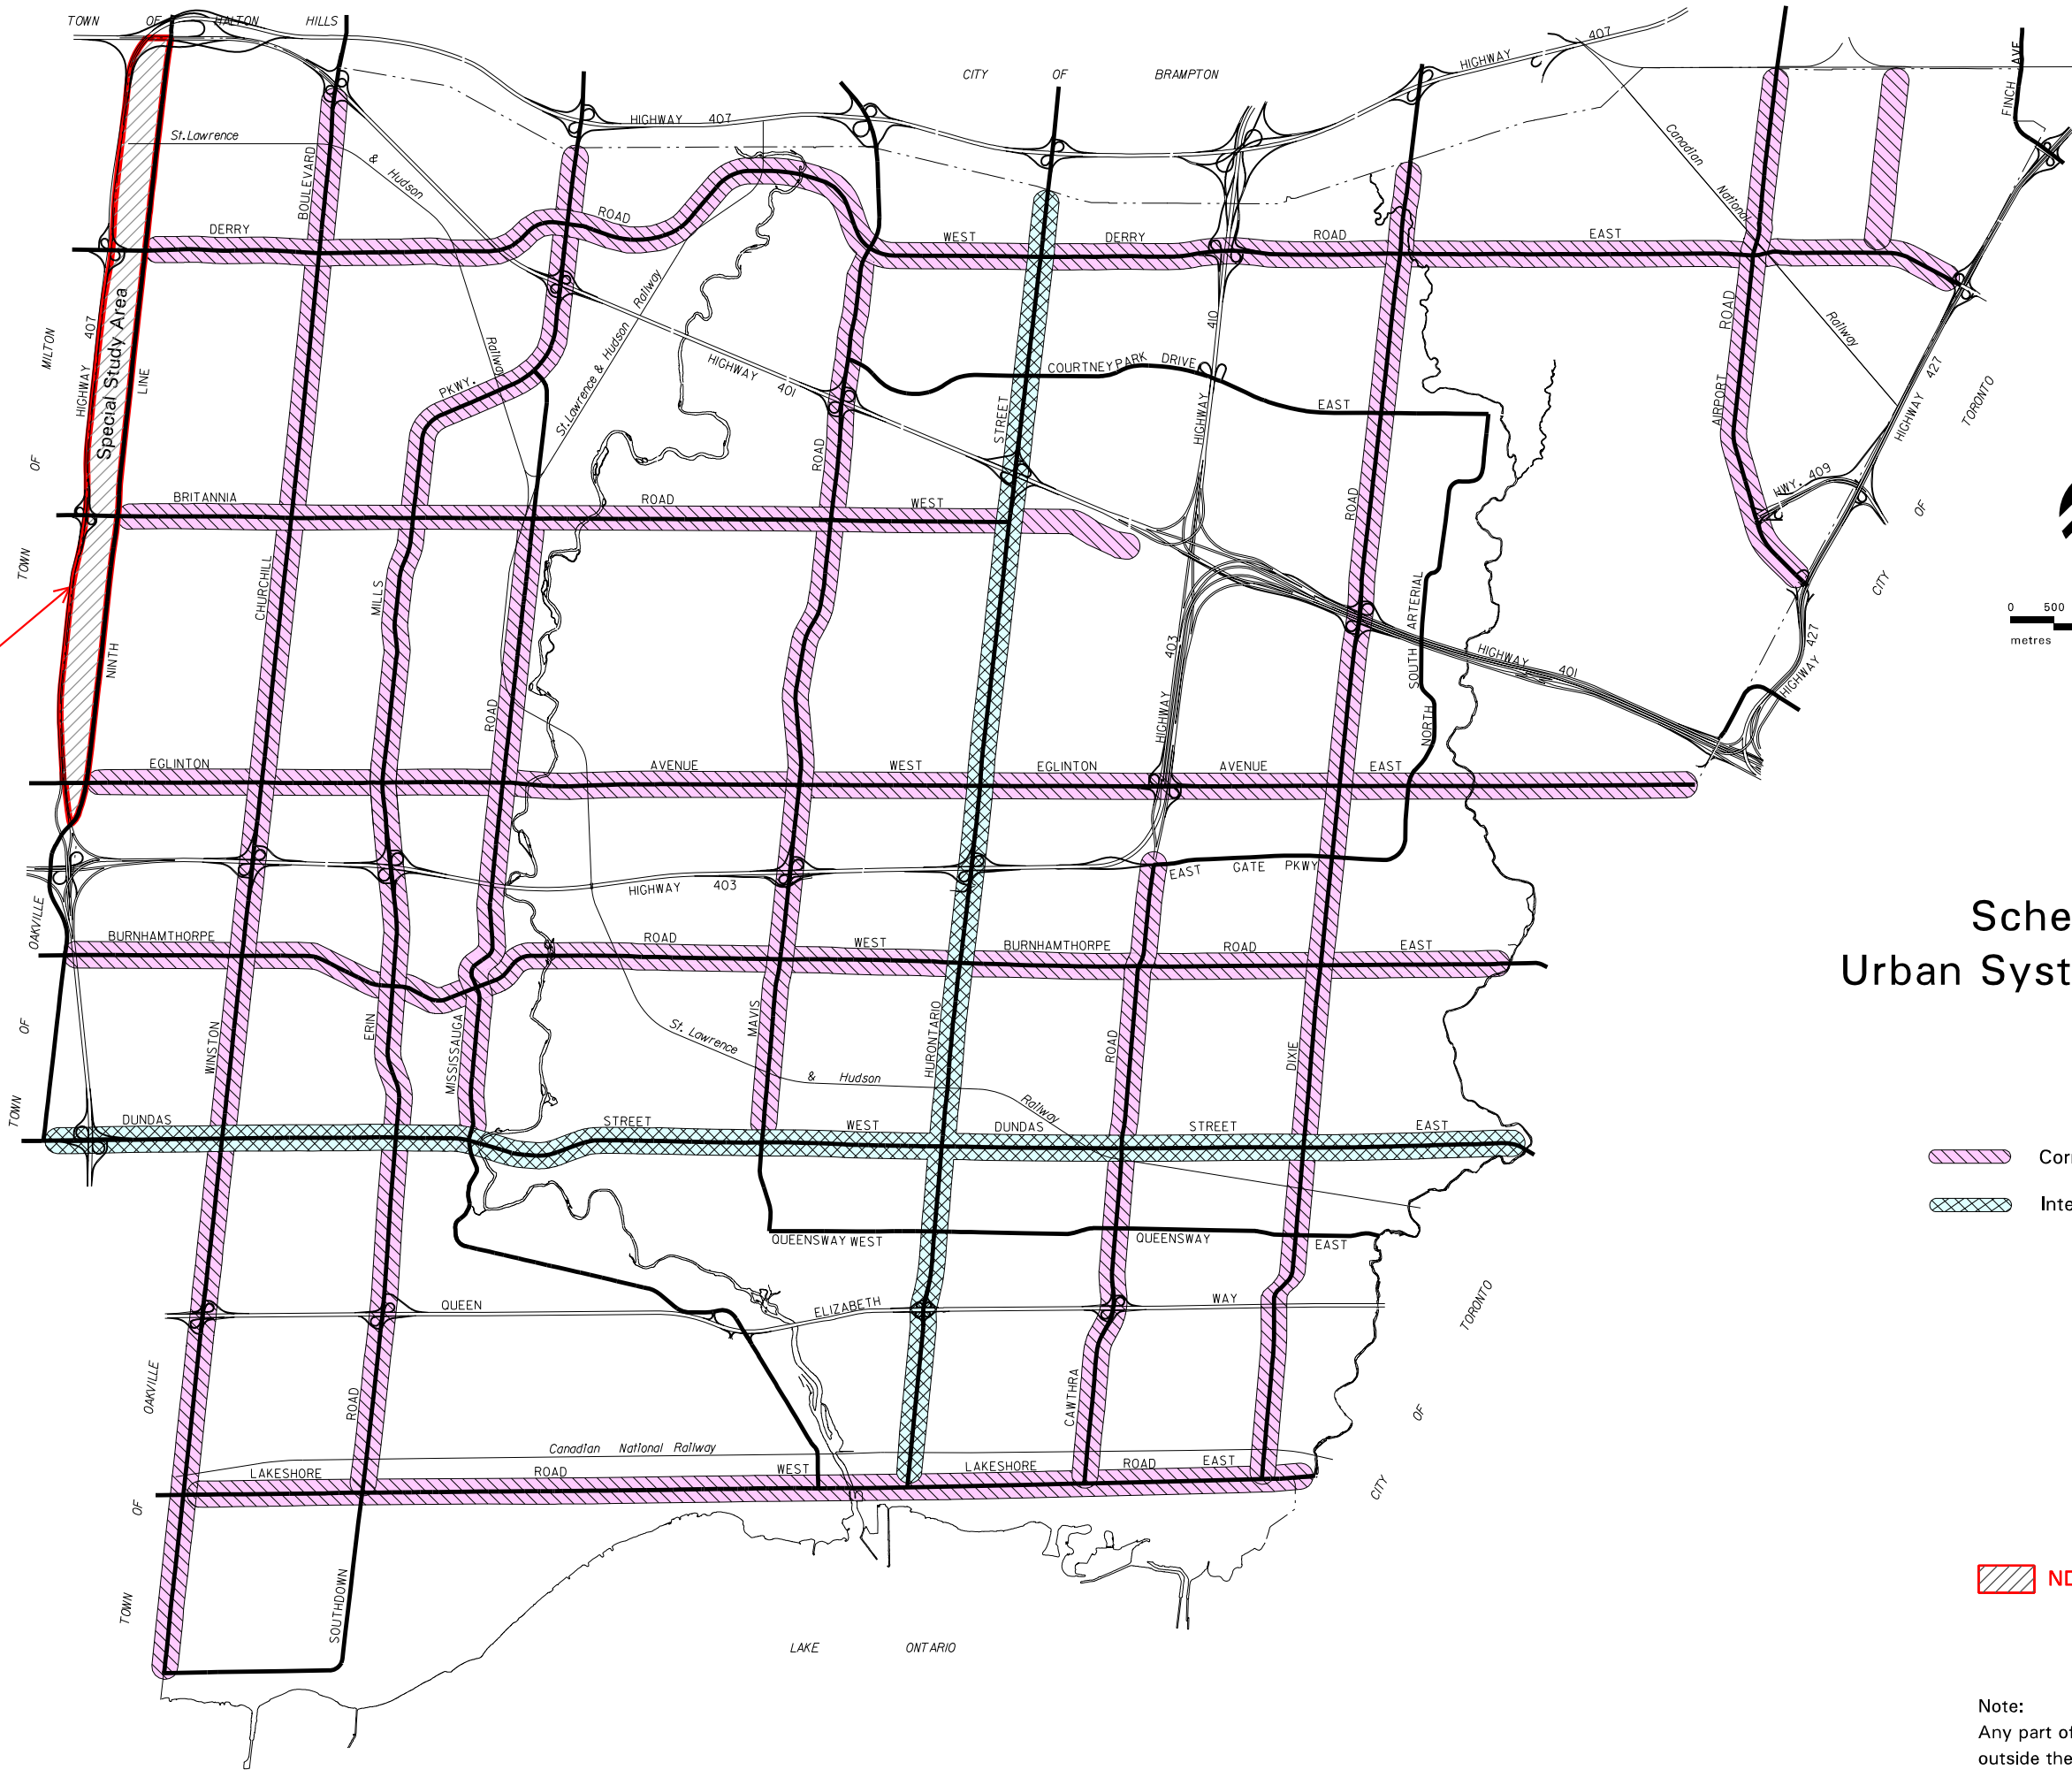 TOWN OF HALTON HILLS
CITY OF BRAMPTON
HIGHWAY 407
FINCH AVE
HIGHWAY 407
St.Lawrence & Hudson Railway
Canadian National Railway
BOULEVARD
DERRY ROAD WEST
DERRY ROAD EAST
St.Lawrence & Hudson Railway
Special Study Area
HIGHWAY 407
NINTH LINE
TOWN OF MILTON
PKWY.
HIGHWAY 401
ROAD
STREET
COURTNEYPARK DRIVE EAST
HIGHWAY 410
AIRPORT ROAD
HIGHWAY 427
CITY OF TORONTO
HWY. 409
BRITANNIA ROAD WEST
CHURCHILL
MILLS
ROAD
ROAD
0 500
metres
SOUTH ARTERIAL
NORTH
HIGHWAY 403
HIGHWAY 401
HIGHWAY 427
EGLINTON AVENUE WEST
EGLINTON AVENUE EAST
EAST GATE PKWY
HIGHWAY 403
OAKVILLE
BURNHAMTHORPE ROAD WEST
BURNHAMTHORPE ROAD EAST
Sche
Urban Syst
TOWN OF
WINSTON
ERIN
MISSISSAUGA
MAVIS
HURONTARIO
ROAD
DIXIE
St. Lawrence & Hudson Railway
DUNDAS STREET WEST
DUNDAS STREET EAST
Cor
Inte
QUEENSWAY WEST
QUEENSWAY EAST
QUEEN ELIZABETH WAY
TORONTO
OAKVILLE
ROAD
CAWTHRA
OF
Canadian National Railway
LAKESHORE ROAD WEST
LAKESHORE ROAD EAST
CITY
OF
TOWN
SOUTHDOWN
ND
LAKE ONTARIO
Note:
Any part of
outside the